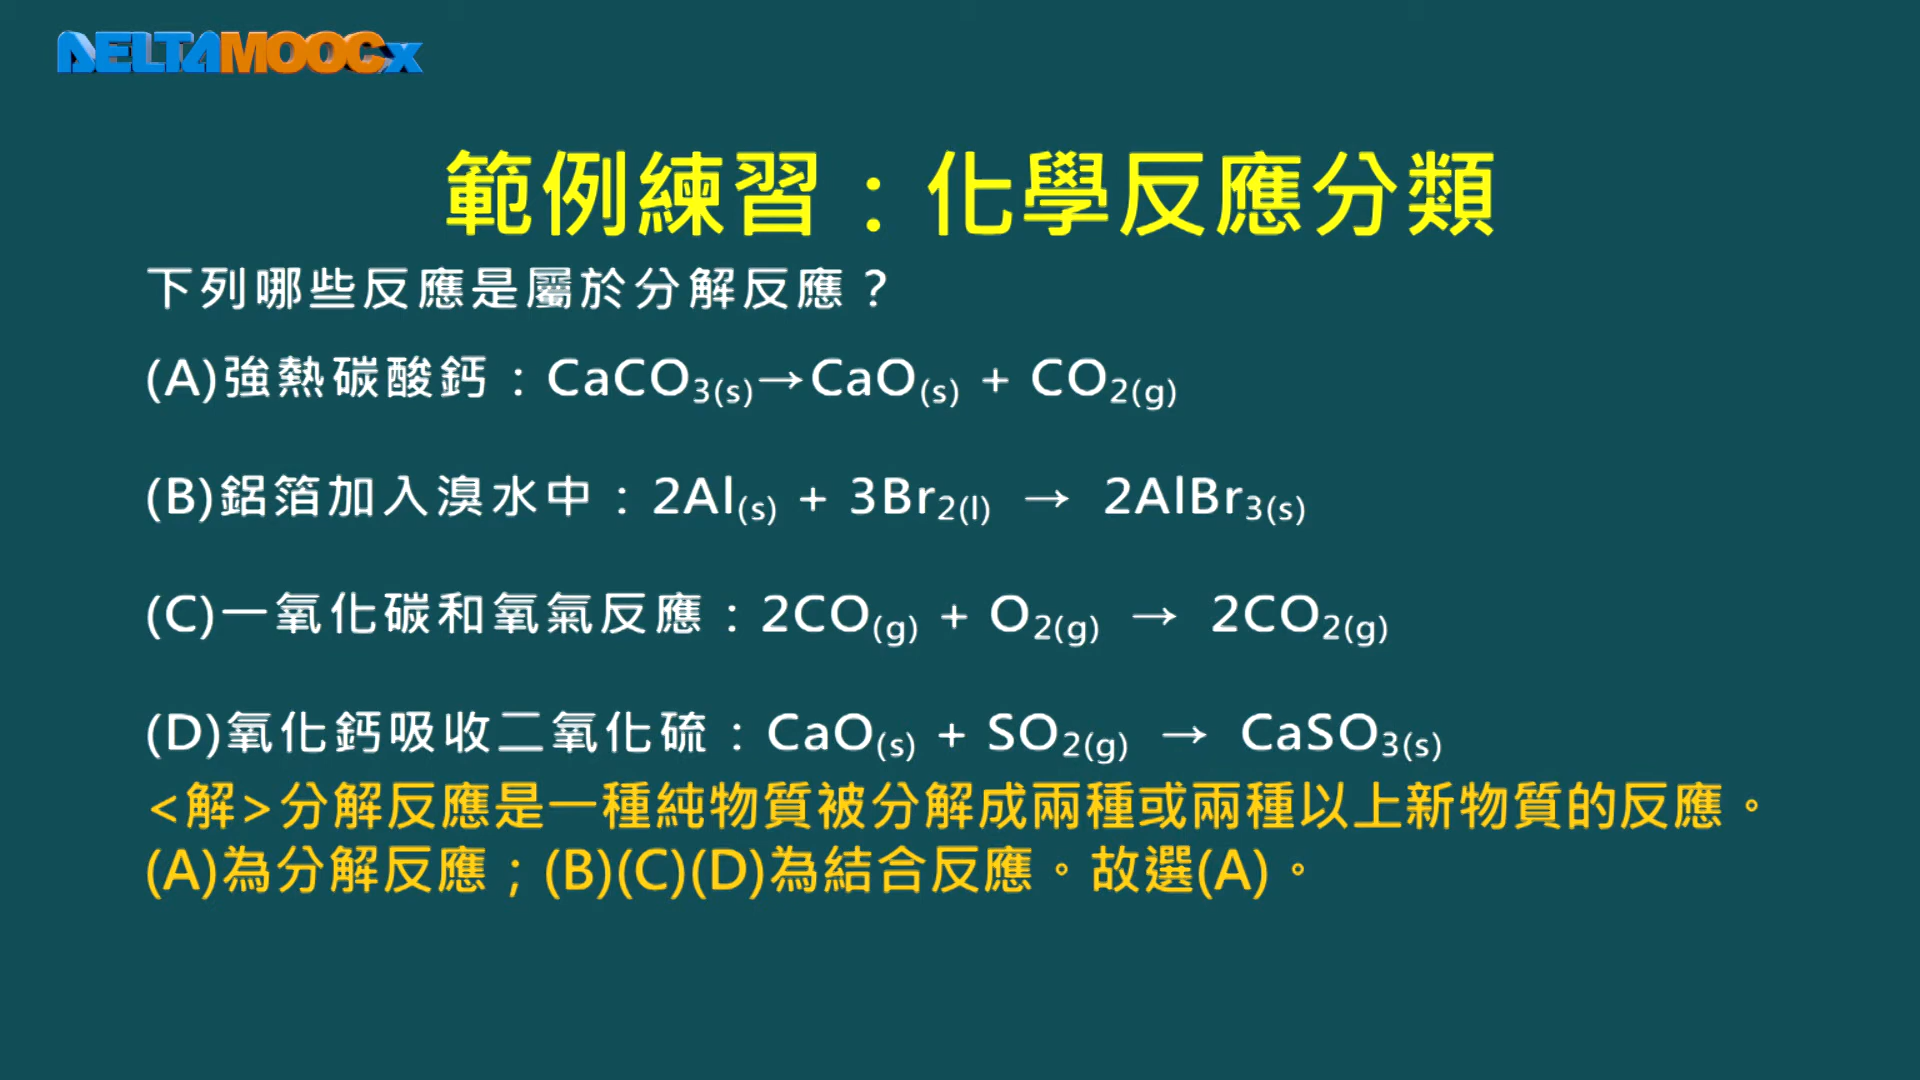 DELTAMOOCx
範例練習：化學反應分類
下列哪些反應是屬於分解反應？
(A)強熱碳酸鈣：CaCO₃(s)→CaO(s) + CO₂(g)
(B)鋁箔加入溴水中：2Al(s) + 3Br₂(l) → 2AlBr₃(s)
(C)一氧化碳和氧氣反應：2CO(g) + O₂(g) → 2CO₂(g)
(D)氧化鈣吸收二氧化硫：CaO(s) + SO₂(g) → CaSO₃(s)
<解>分解反應是一種純物質被分解成兩種或兩種以上新物質的反應。
(A)為分解反應；(B)(C)(D)為結合反應。故選(A)。